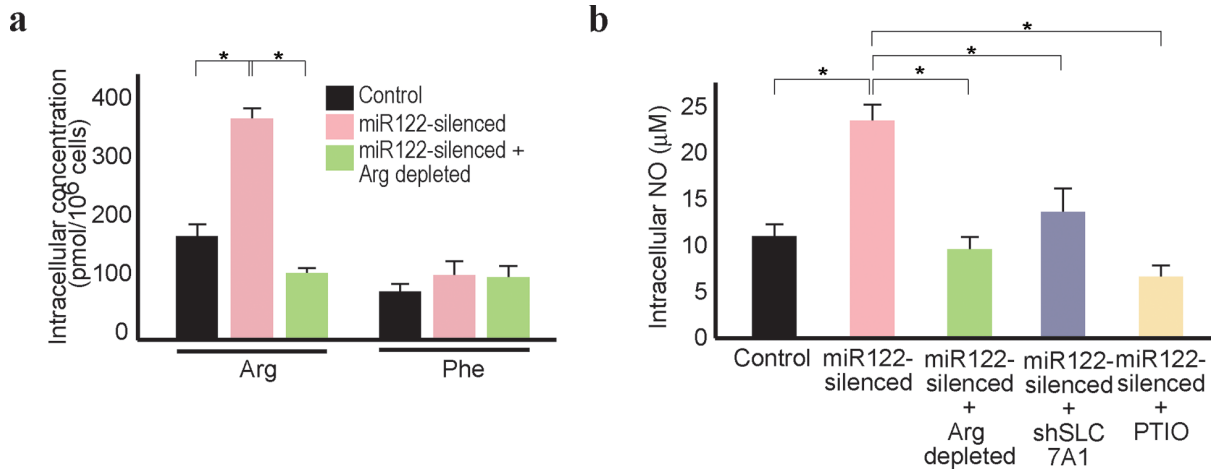 a
Intracellular concentration
(pmol/10⁶ cells)
400
300
200
100
0
* *
Control
miR122-silenced
miR122-silenced +
Arg depleted
Arg
Phe
b
Intracellular NO (μM)
25
20
15
10
5
0
*
*
* *
Control
miR122-
silenced
miR122-
silenced
+
Arg
depleted
miR122-
silenced
+
shSLC
7A1
miR122-
silenced
+
PTIO